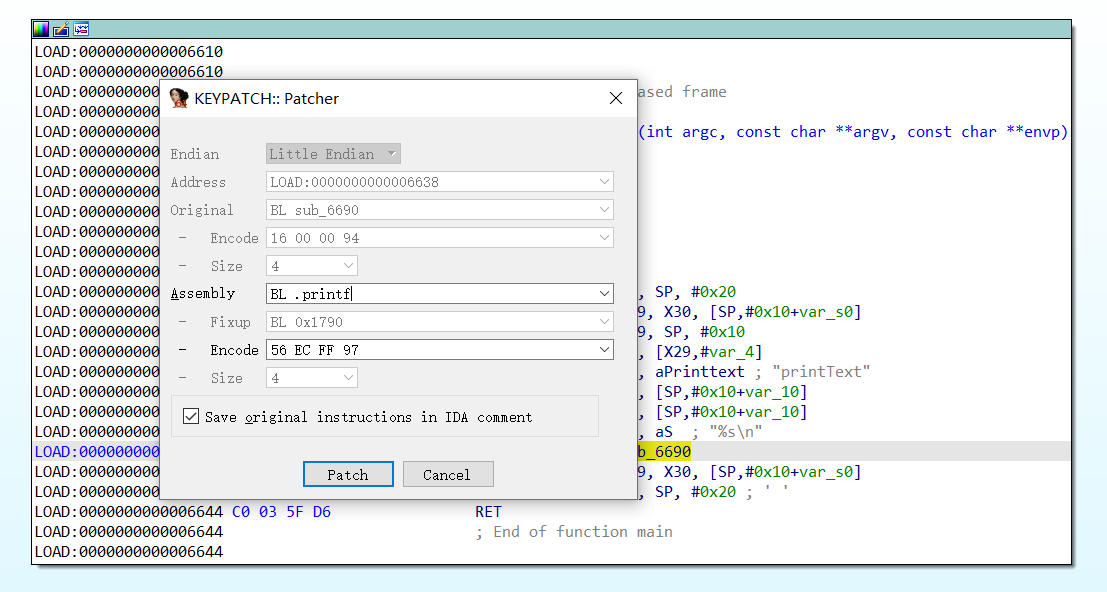 LOAD:0000000000006610
LOAD:0000000000006610
LOAD:000000000 ased frame
LOAD:000000000
LOAD:000000000 (int argc, const char **argv, const char **envp)
LOAD:000000000
LOAD:000000000
LOAD:000000000
LOAD:000000000
LOAD:000000000
LOAD:000000000
LOAD:000000000
LOAD:000000000 , SP, #0x20
LOAD:000000000 9, X30, [SP,#0x10+var_s0]
LOAD:000000000 9, SP, #0x10
LOAD:000000000 , [X29,#var_4]
LOAD:000000000 , aPrinttext ; "printText"
LOAD:000000000 , [SP,#0x10+var_10]
LOAD:000000000 , [SP,#0x10+var_10]
LOAD:000000000 , aS ; "%s\n"
LOAD:000000000 b_6690
LOAD:000000000 9, X30, [SP,#0x10+var_s0]
LOAD:000000000 , SP, #0x20 ; ' '
LOAD:0000000000006644 C0 03 5F D6 RET
LOAD:0000000000006644 ; End of function main
LOAD:0000000000006644
KEYPATCH:: Patcher
Endian Little Endian
Address LOAD:0000000000006638
Original BL sub_6690
- Encode 16 00 00 94
- Size 4
Assembly BL .printf
- Fixup BL 0x1790
- Encode 56 EC FF 97
- Size 4
Save original instructions in IDA comment
Patch Cancel